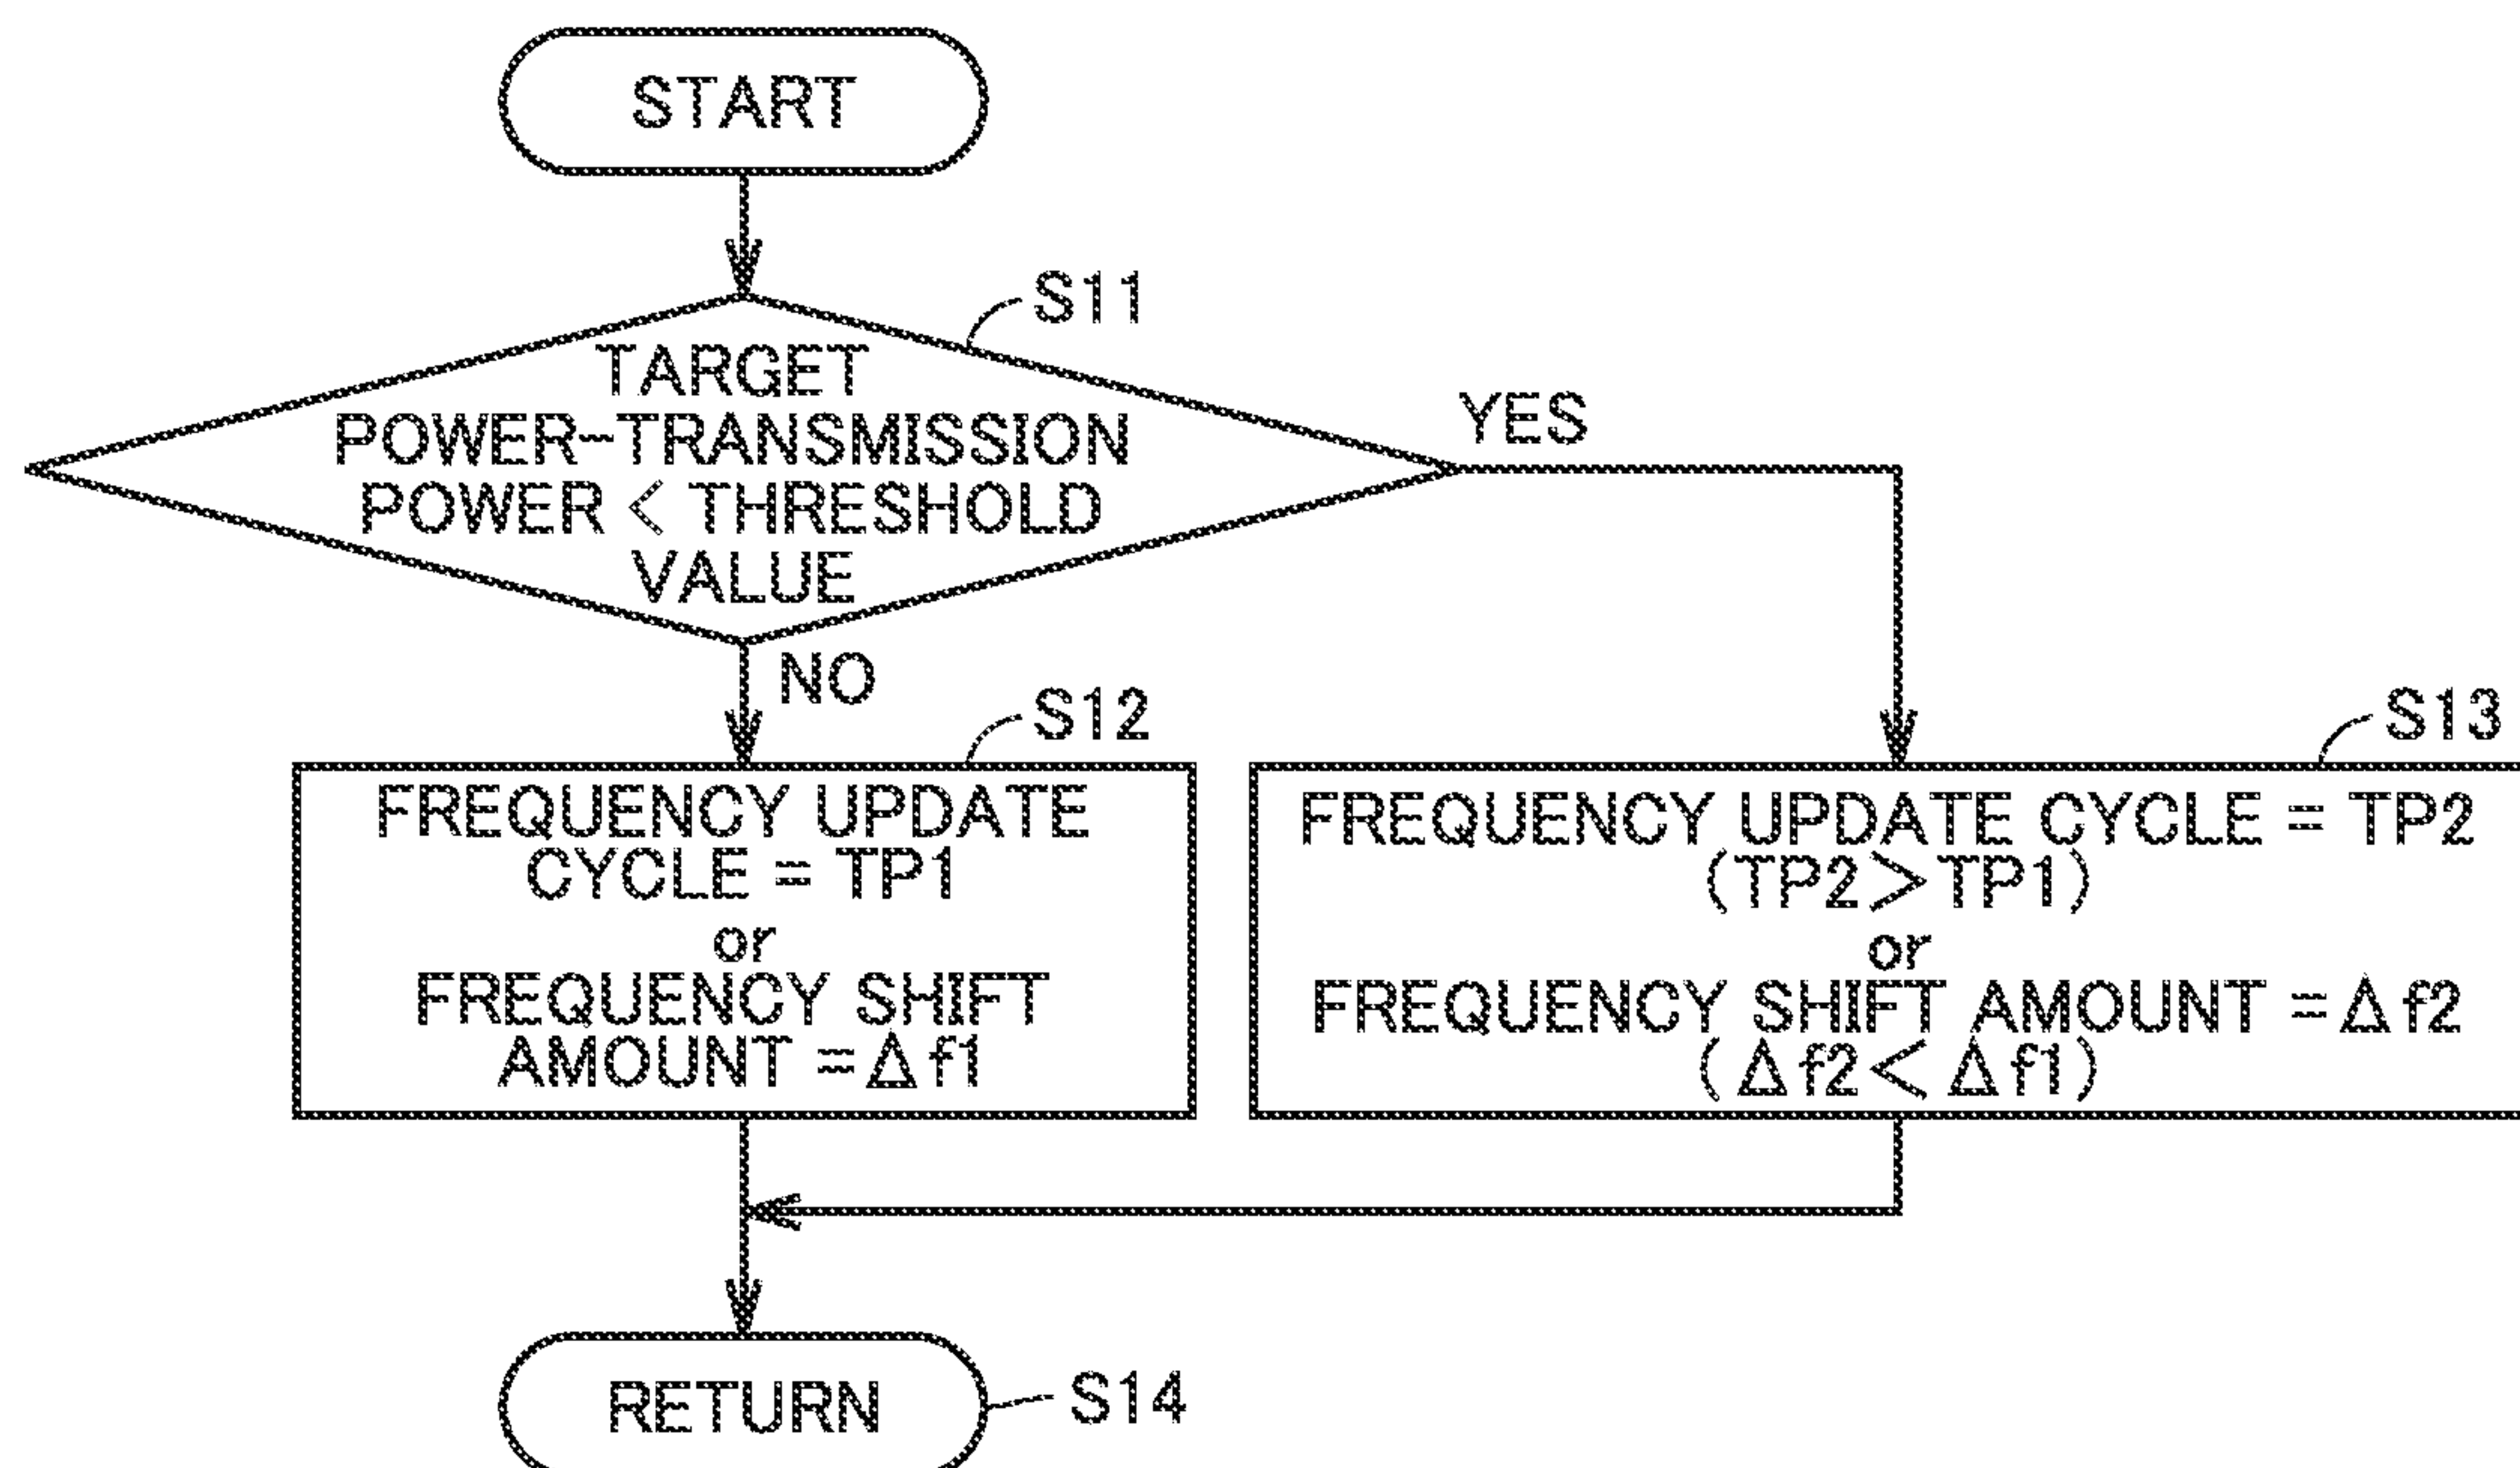 START
S11
TARGET
POWER-TRANSMISSION
POWER < THRESHOLD
VALUE
YES
NO
S12
FREQUENCY UPDATE
CYCLE = TP1
or
FREQUENCY SHIFT
AMOUNT = Δf1
S13
FREQUENCY UPDATE CYCLE = TP2
(TP2 > TP1)
or
FREQUENCY SHIFT AMOUNT = Δf2
(Δf2 < Δf1)
RETURN
S14